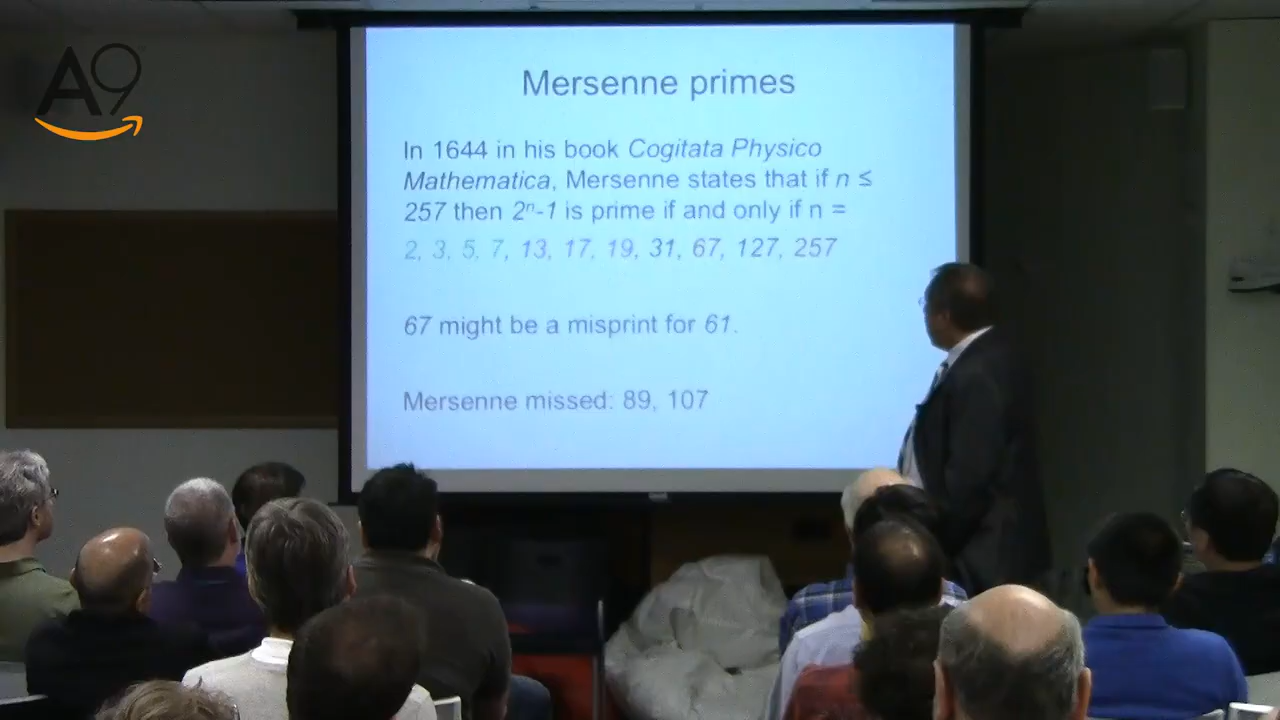 A9
Mersenne primes
In 1644 in his book Cogitata Physico
Mathematica, Mersenne states that if n ≤
257 then 2ⁿ-1 is prime if and only if n =
2, 3, 5, 7, 13, 17, 19, 31, 67, 127, 257
67 might be a misprint for 61.
Mersenne missed: 89, 107